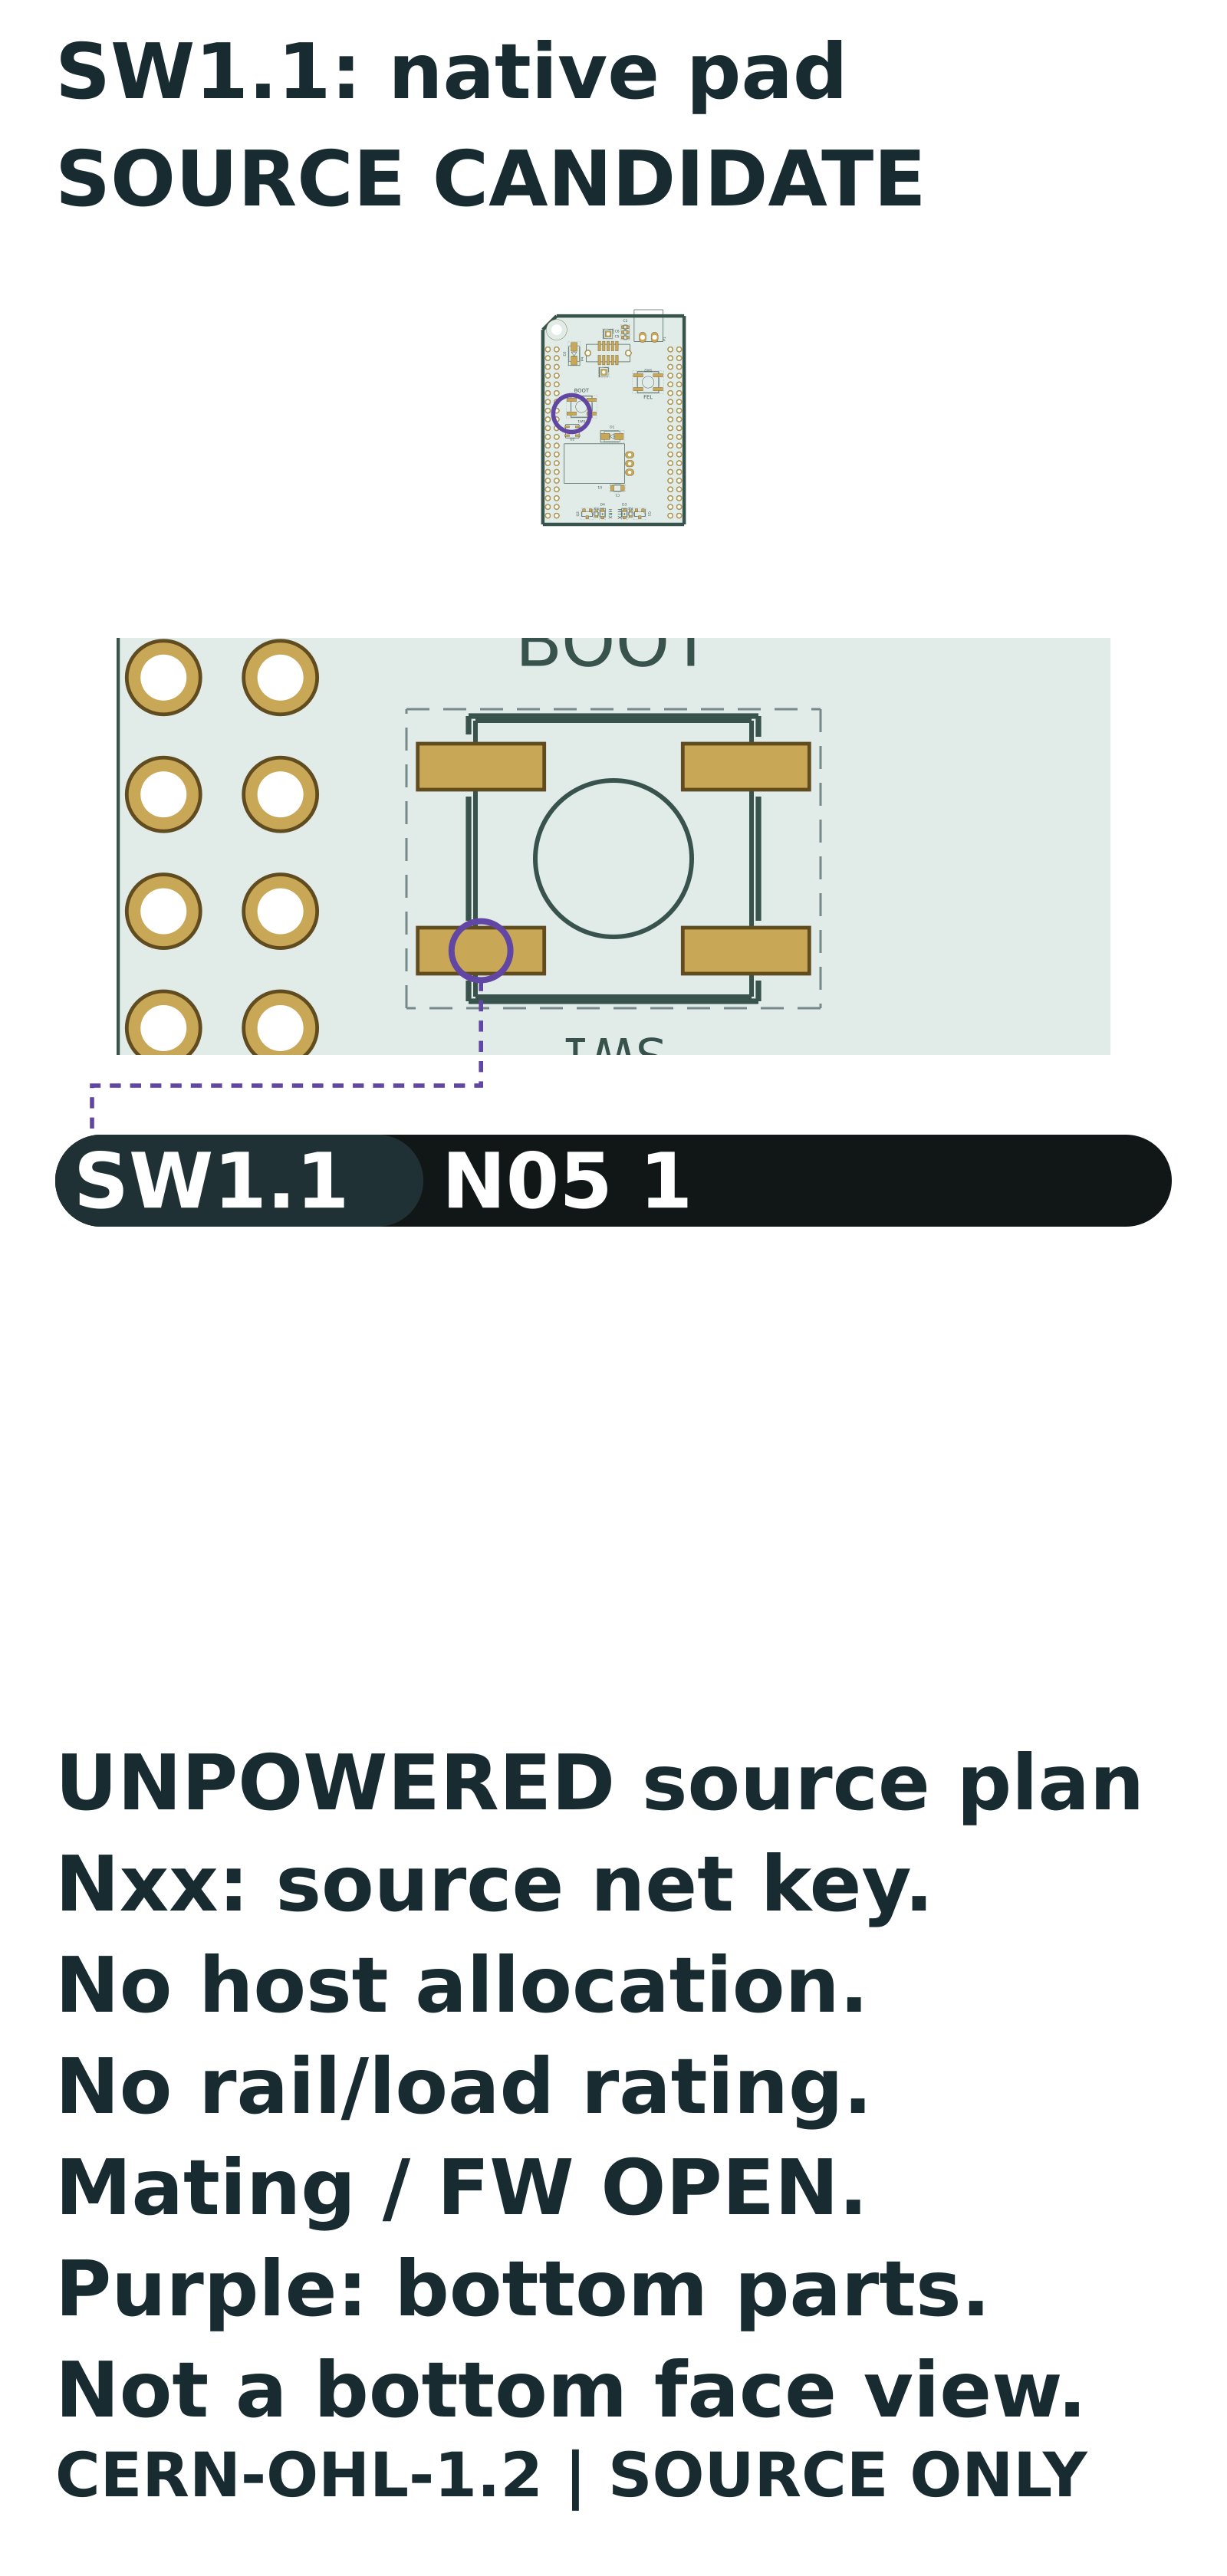 SW1.1: native pad
SOURCE CANDIDATE
BOOT
FEL
BOOT
SW1.1 N05 1
UNPOWERED source plan
Nxx: source net key.
No host allocation.
No rail/load rating.
Mating / FW OPEN.
Purple: bottom parts.
Not a bottom face view.
CERN-OHL-1.2 | SOURCE ONLY